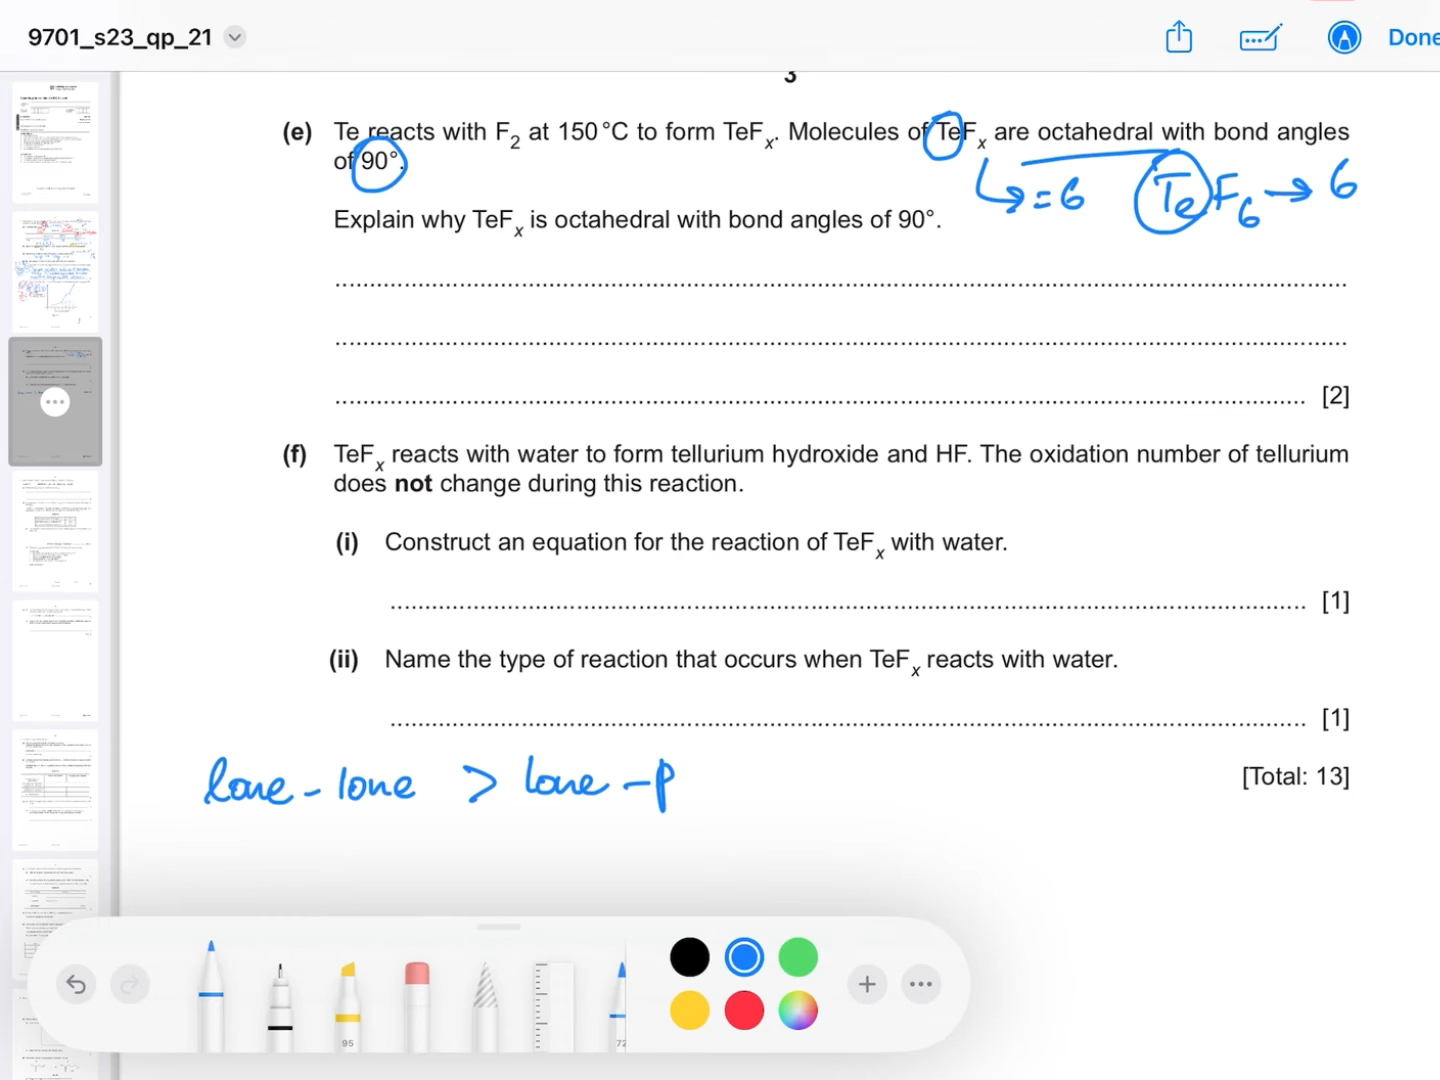 9701_s23_qp_21
Done
3
(e) Te reacts with F2 at 150 °C to form TeFx. Molecules of TeFx are octahedral with bond angles
of 90°.
= 6 TeF6 → 6
Explain why TeFx is octahedral with bond angles of 90°.
[2]
(f) TeFx reacts with water to form tellurium hydroxide and HF. The oxidation number of tellurium
does not change during this reaction.
(i) Construct an equation for the reaction of TeFx with water.
[1]
(ii) Name the type of reaction that occurs when TeFx reacts with water.
[1]
[Total: 13]
lone - lone > lone - p
95
72